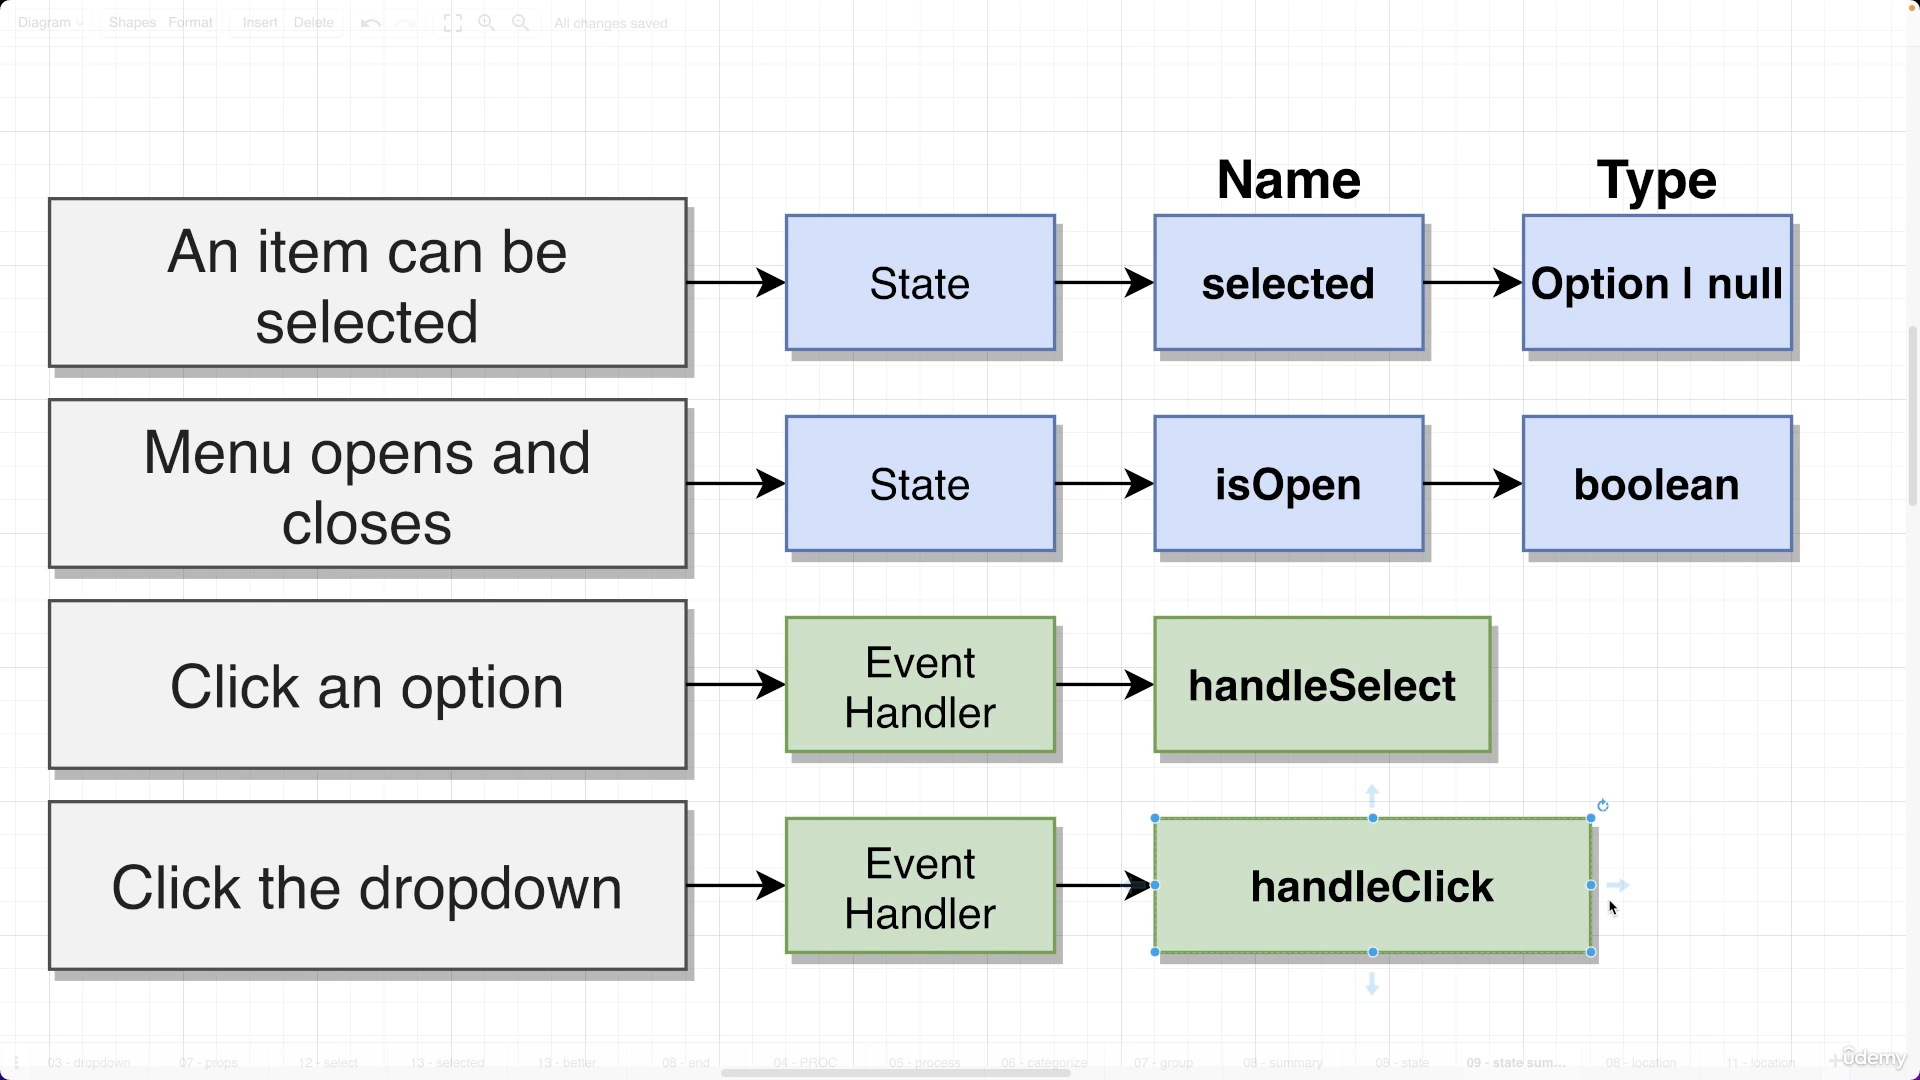 Diagram Shapes Format Insert Delete All changes saved
Name Type
An item can be
selected
State
selected
Option | null
Menu opens and
closes
State
isOpen
boolean
Click an option
Event
Handler
handleSelect
Click the dropdown
Event
Handler
handleClick
03 - dropdown 07 - props 12 - select 13 - selected 13 - better 08 - end 04 - PROC 05 - process 06 - categorize 07 - group 08 - summary 08 - state 09 - state sum... 08 - location 11 - location
ûdemy